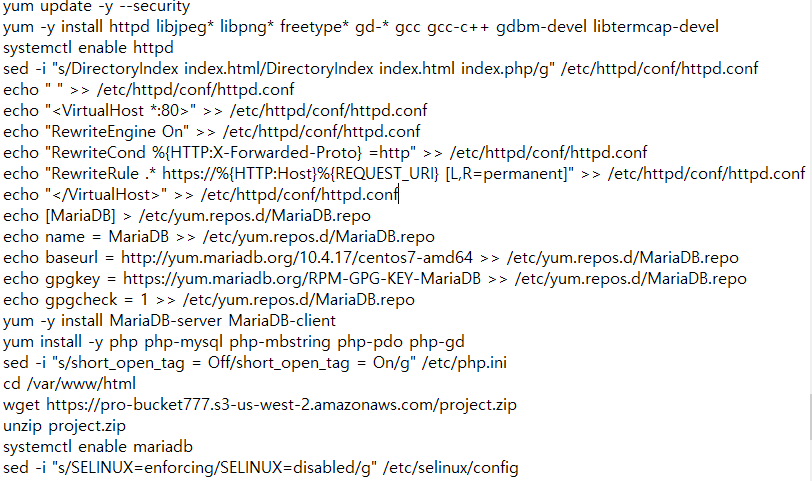 yum update -y --security
yum -y install httpd libjpeg* libpng* freetype* gd-* gcc gcc-c++ gdbm-devel libtermcap-devel
systemctl enable httpd
sed -i "s/DirectoryIndex index.html/DirectoryIndex index.html index.php/g" /etc/httpd/conf/httpd.conf
echo " " >> /etc/httpd/conf/httpd.conf
echo "<VirtualHost *:80>" >> /etc/httpd/conf/httpd.conf
echo "RewriteEngine On" >> /etc/httpd/conf/httpd.conf
echo "RewriteCond %{HTTP:X-Forwarded-Proto} =http" >> /etc/httpd/conf/httpd.conf
echo "RewriteRule .* https://%{HTTP:Host}%{REQUEST_URI} [L,R=permanent]" >> /etc/httpd/conf/httpd.conf
echo "</VirtualHost>" >> /etc/httpd/conf/httpd.conf
echo [MariaDB] > /etc/yum.repos.d/MariaDB.repo
echo name = MariaDB >> /etc/yum.repos.d/MariaDB.repo
echo baseurl = http://yum.mariadb.org/10.4.17/centos7-amd64 >> /etc/yum.repos.d/MariaDB.repo
echo gpgkey = https://yum.mariadb.org/RPM-GPG-KEY-MariaDB >> /etc/yum.repos.d/MariaDB.repo
echo gpgcheck = 1 >> /etc/yum.repos.d/MariaDB.repo
yum -y install MariaDB-server MariaDB-client
yum install -y php php-mysql php-mbstring php-pdo php-gd
sed -i "s/short_open_tag = Off/short_open_tag = On/g" /etc/php.ini
cd /var/www/html
wget https://pro-bucket777.s3-us-west-2.amazonaws.com/project.zip
unzip project.zip
systemctl enable mariadb
sed -i "s/SELINUX=enforcing/SELINUX=disabled/g" /etc/selinux/config